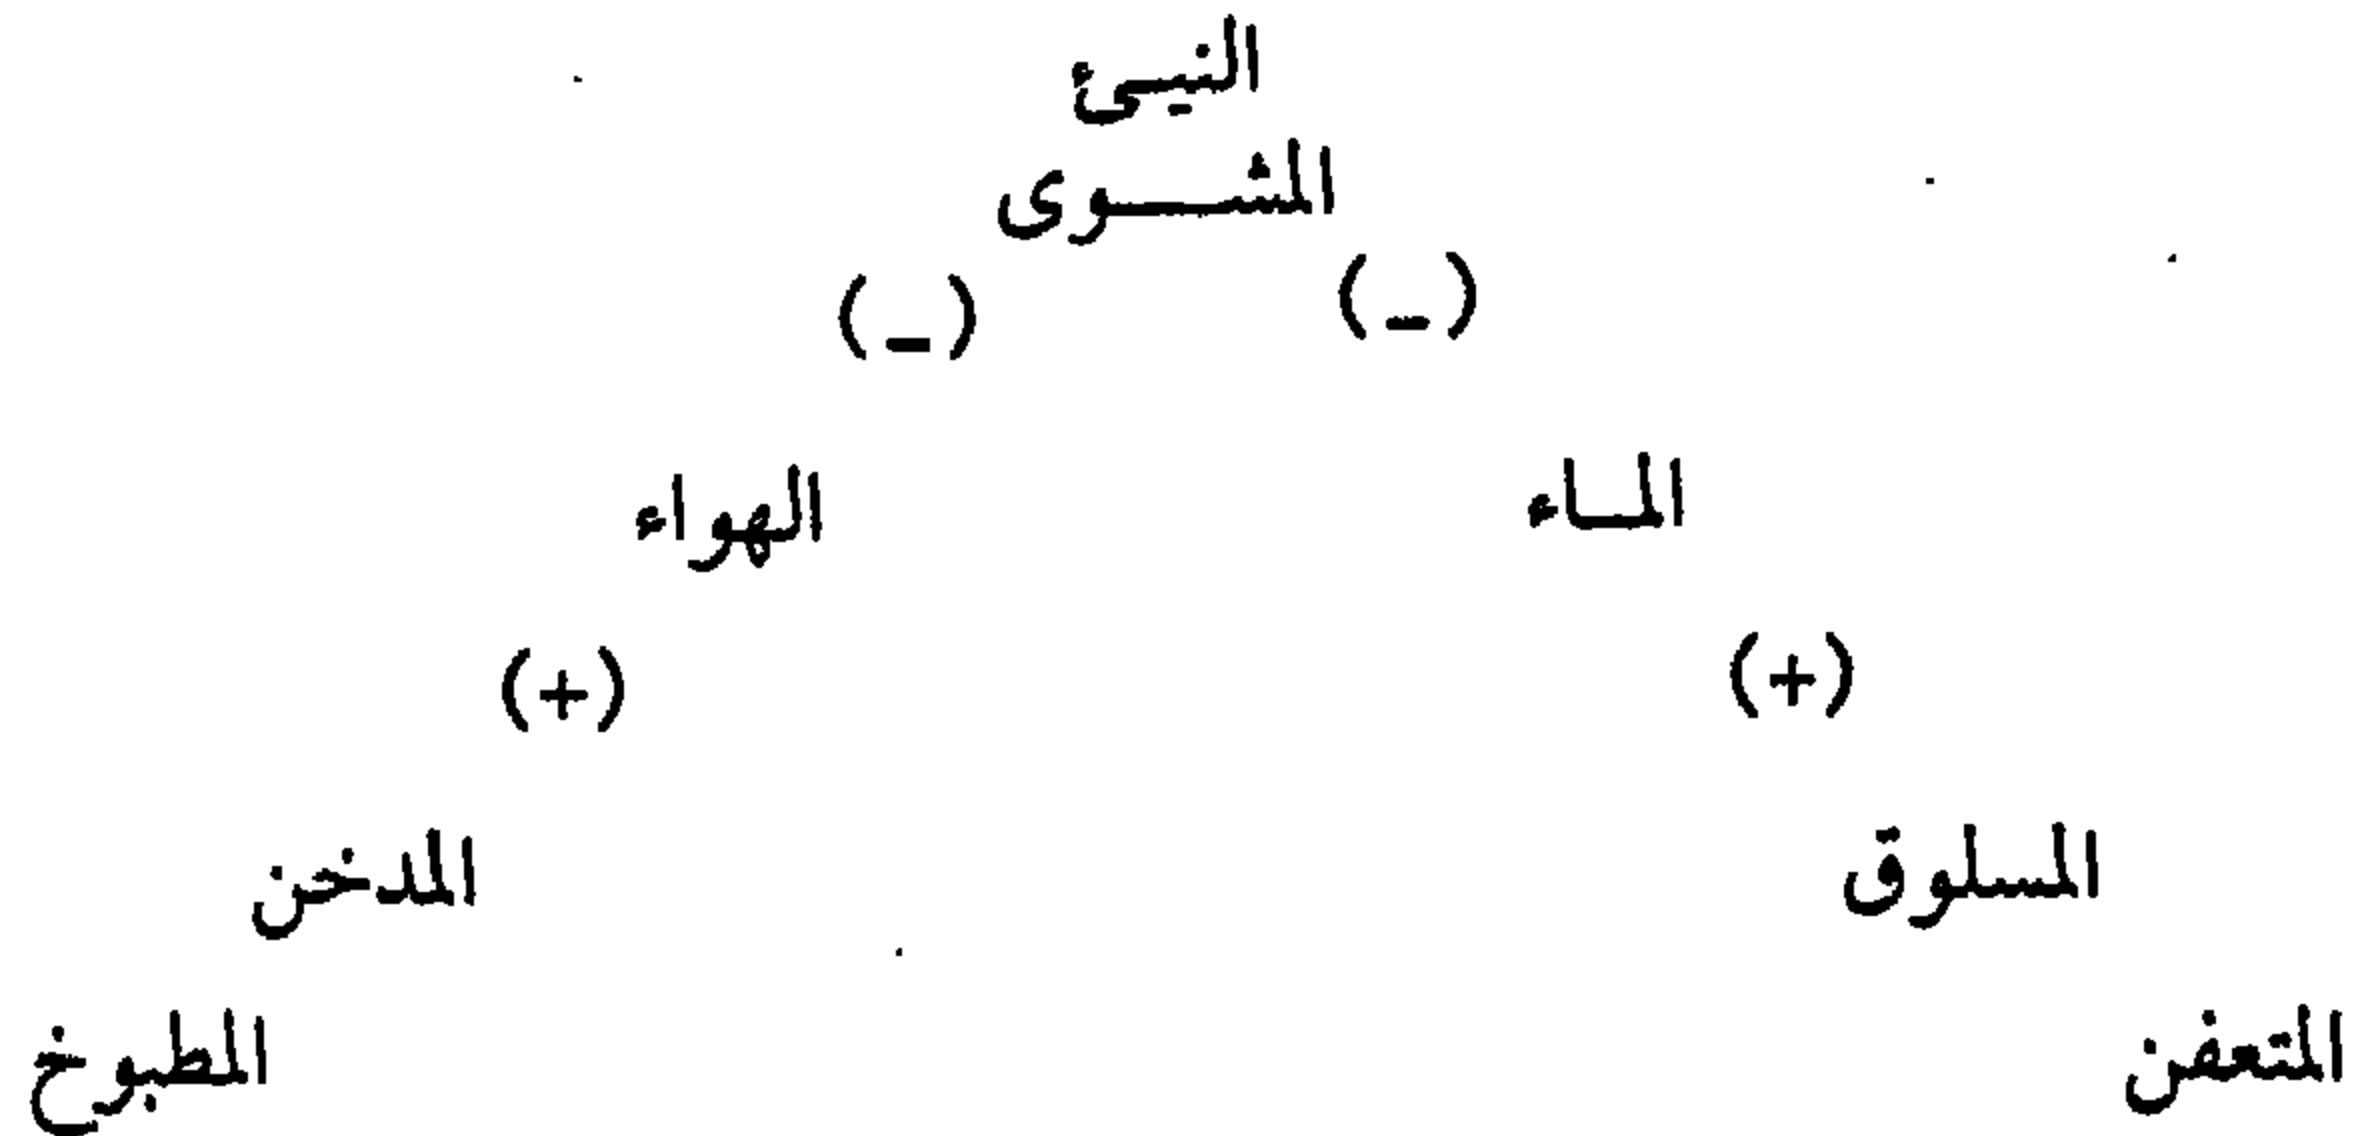 النيئ
المشوى
(-) (-)
الماء الهواء
(+) (+)
المسلوق المدخن
المتعفن المطبوخ